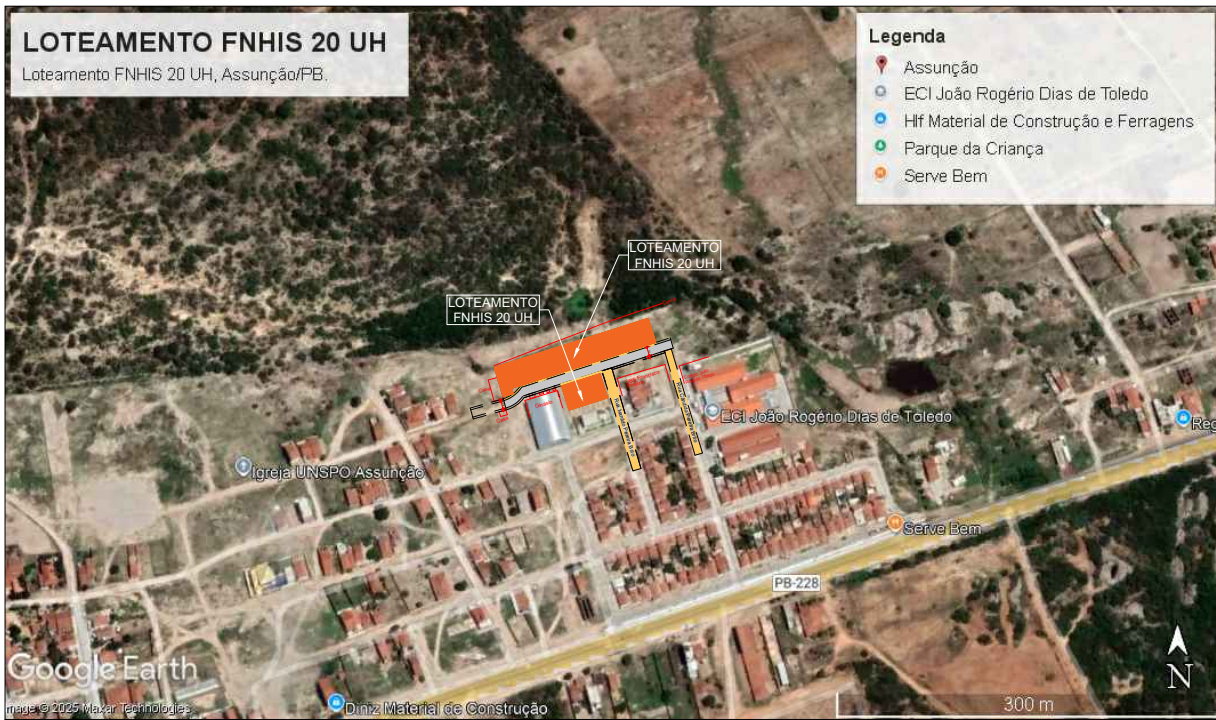 LOTEAMENTO FNHIS 20 UH
Loteamento FNHIS 20 UH, Assunção/PB.
Legenda
Assunção
ECI João Rogério Dias de Toledo
Hlf Material de Construção e Ferragens
Parque da Criança
Serve Bem
LOTEAMENTO
FNHIS 20 UH
LOTEAMENTO
FNHIS 20 UH
ECI João Rogério Dias de Toledo
Reg
Igreja UNSPO Assunção
Serve Bem
PB-228
N
Google Earth
300 m
Image © 2025 Maxar Technologies
Diniz Material de Construção